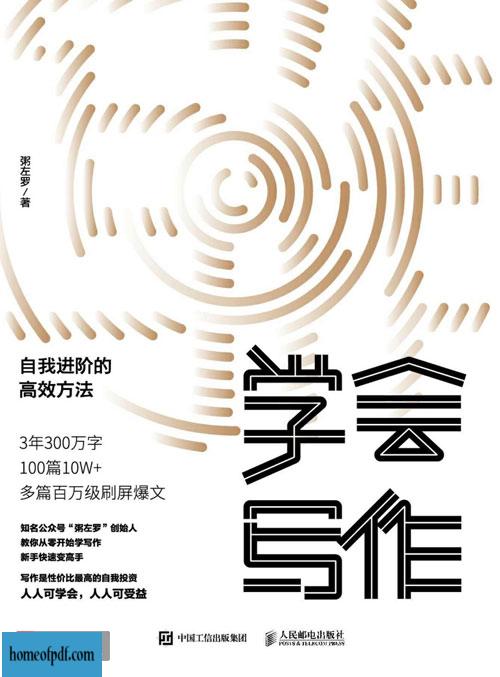 粥左罗/著
自我进阶的
高效方法
学会
写作
3年300万字
100篇10W+
多篇百万级刷屏爆文
知名公众号“粥左罗”创始人
教你从零开始学写作
新手快速变高手
写作是性价比最高的自我投资
人人可学会，人人可受益
中国工信出版集团
人民邮电出版社
POSTS & TELECOM PRESS
homeofpdf.com